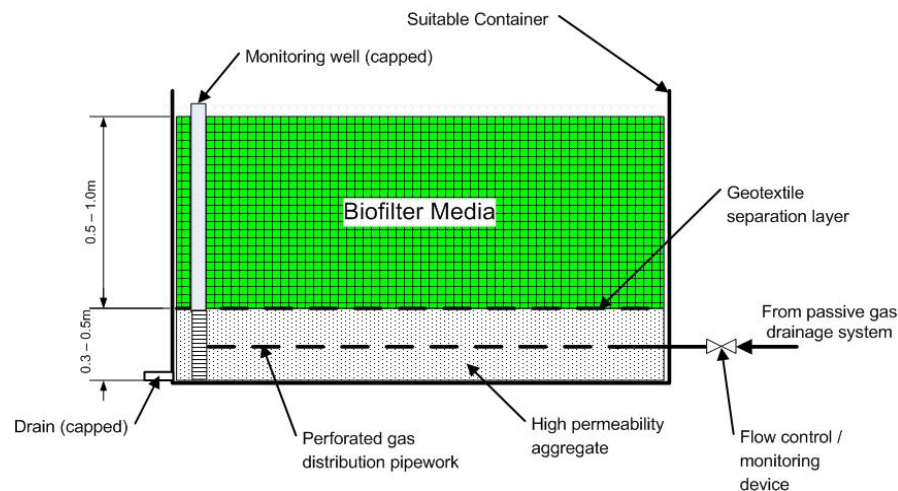 Suitable Container
Monitoring well (capped)
0.5 – 1.0m
Biofilter Media
Geotextile
separation layer
0.3 – 0.5m
From passive gas
drainage system
Drain (capped)
Perforated gas
distribution pipework
High permeability
aggregate
Flow control /
monitoring
device